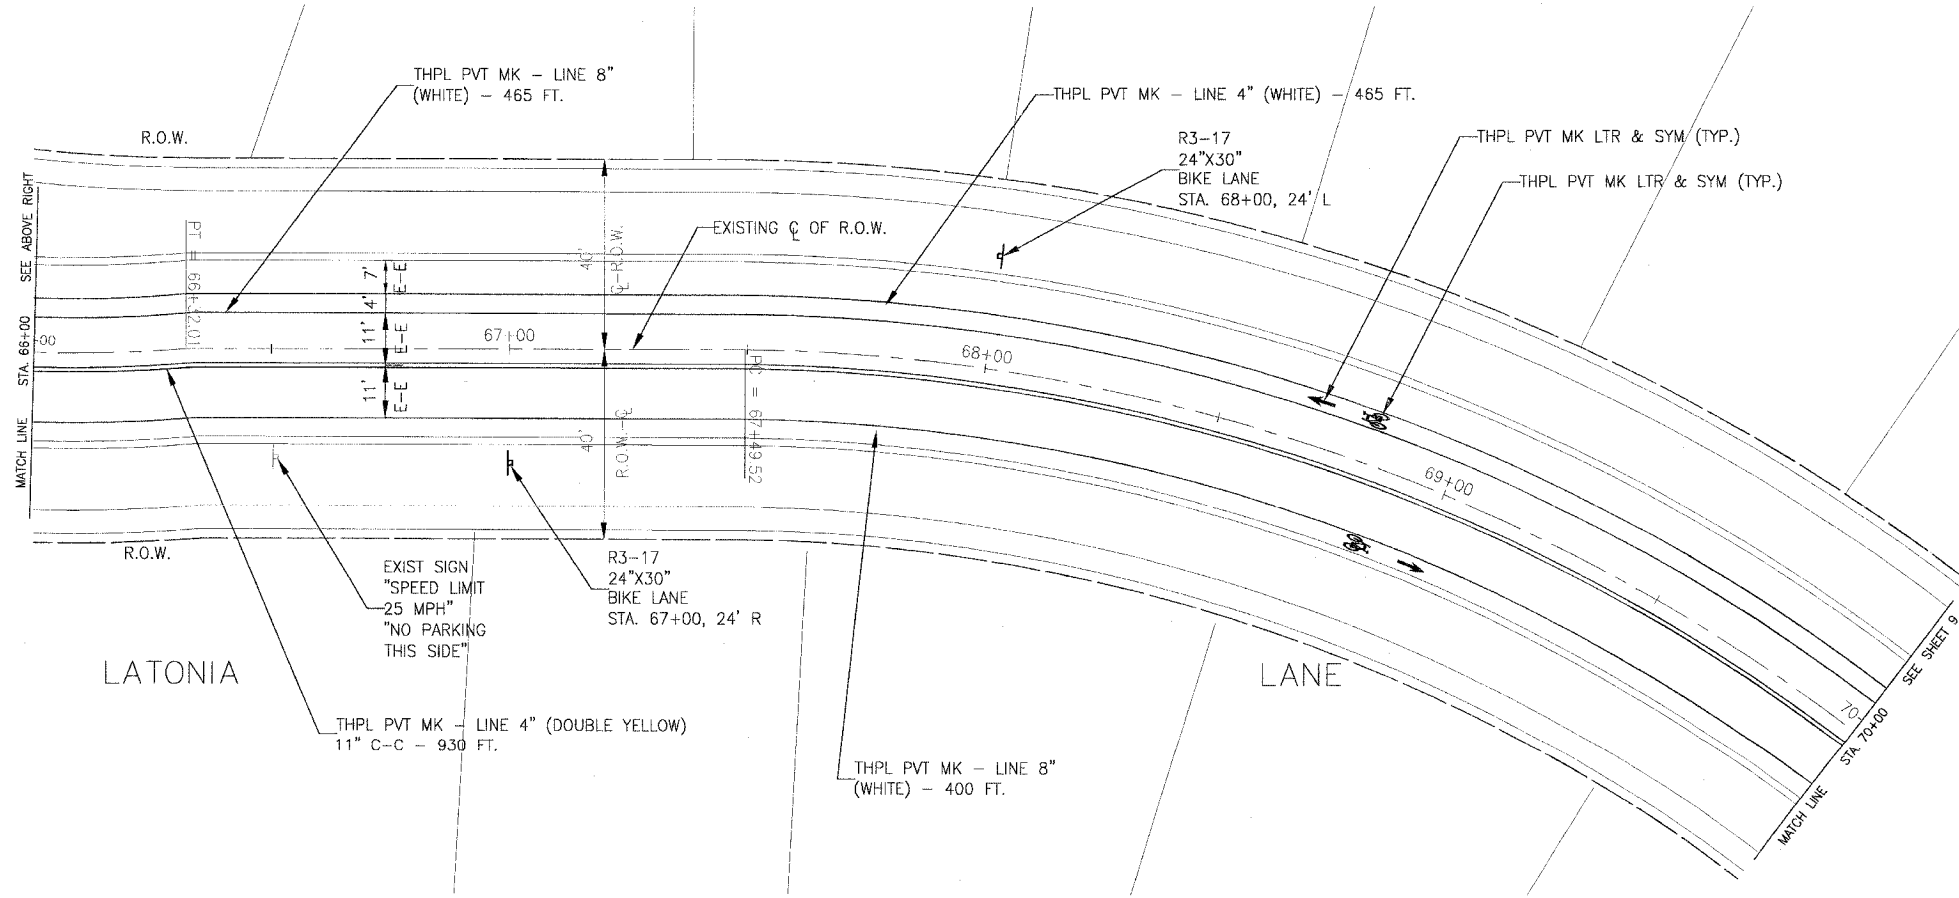 THPL PVT MK - LINE 8"
(WHITE) - 465 FT.
THPL PVT MK - LINE 4" (WHITE) - 465 FT.
R3-17
24"X30"
BIKE LANE
STA. 68+00, 24' L
THPL PVT MK LTR & SYM (TYP.)
THPL PVT MK LTR & SYM (TYP.)
R.O.W.
MATCH LINE STA. 66+00 SEE ABOVE RIGHT
+00
PT = 66+32.01
7'
E-E
4'
11'
E-E
11'
E-E
67+00
EXISTING ℄ OF R.O.W.
40'
℄-R.O.W.
40'
R.O.W.-℄
PC = 67+49.52
68+00
69+00
70
R.O.W.
EXIST SIGN
"SPEED LIMIT
25 MPH"
"NO PARKING
THIS SIDE"
R3-17
24"X30"
BIKE LANE
STA. 67+00, 24' R
LATONIA
LANE
THPL PVT MK - LINE 4" (DOUBLE YELLOW)
11" C-C - 930 FT.
THPL PVT MK - LINE 8"
(WHITE) - 400 FT.
MATCH LINE STA. 70+00 SEE SHEET 9